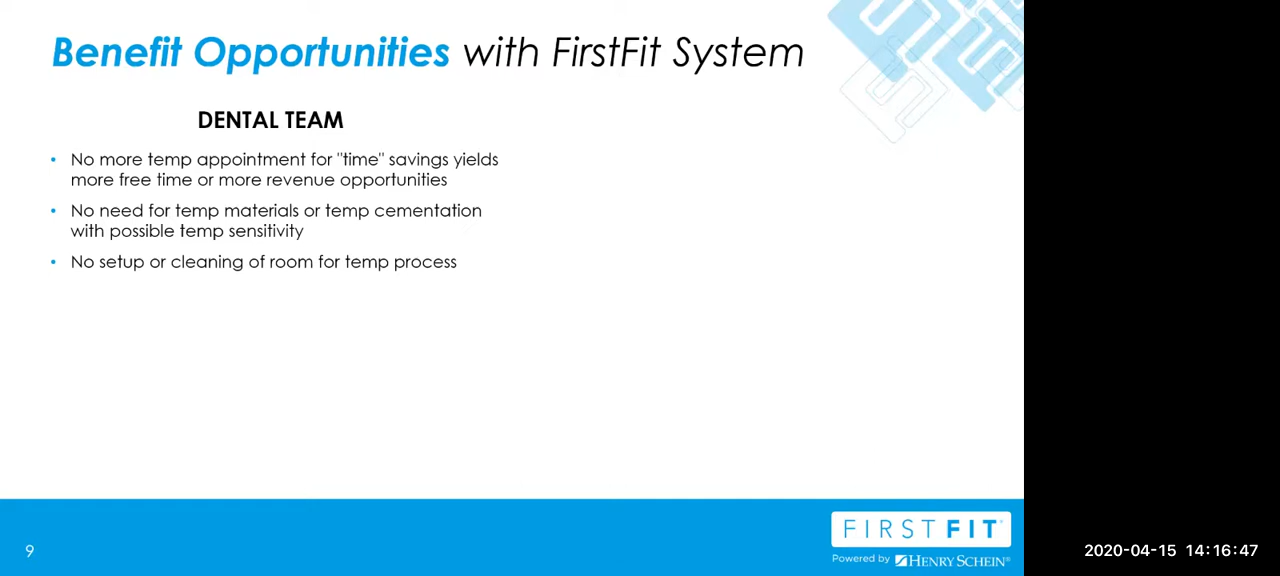 Benefit Opportunities with FirstFit System
DENTAL TEAM
• No more temp appointment for "time" savings yields
more free time or more revenue opportunities
• No need for temp materials or temp cementation
with possible temp sensitivity
• No setup or cleaning of room for temp process
FIRSTFIT®
9
Powered by HENRY SCHEIN®
2020-04-15 14:16:47